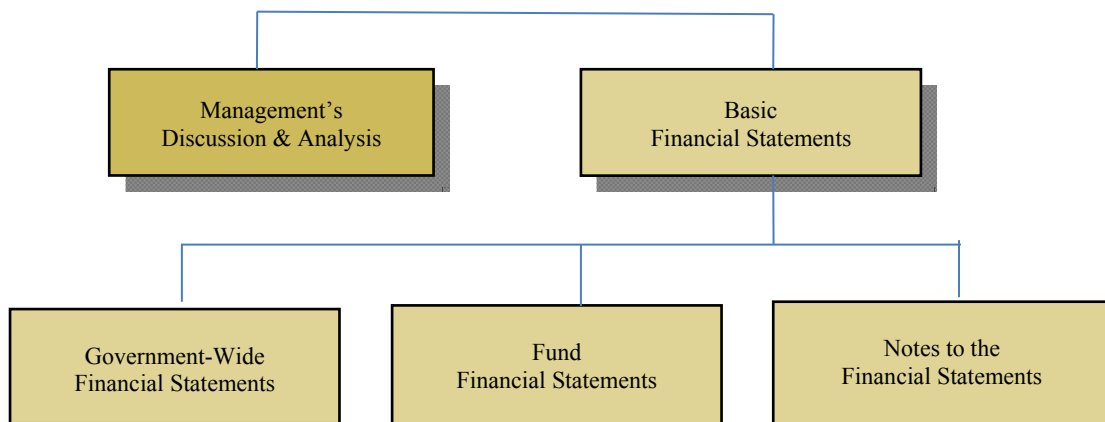 Management’s
Discussion & Analysis
Basic
Financial Statements
Government-Wide
Financial Statements
Fund
Financial Statements
Notes to the
Financial Statements